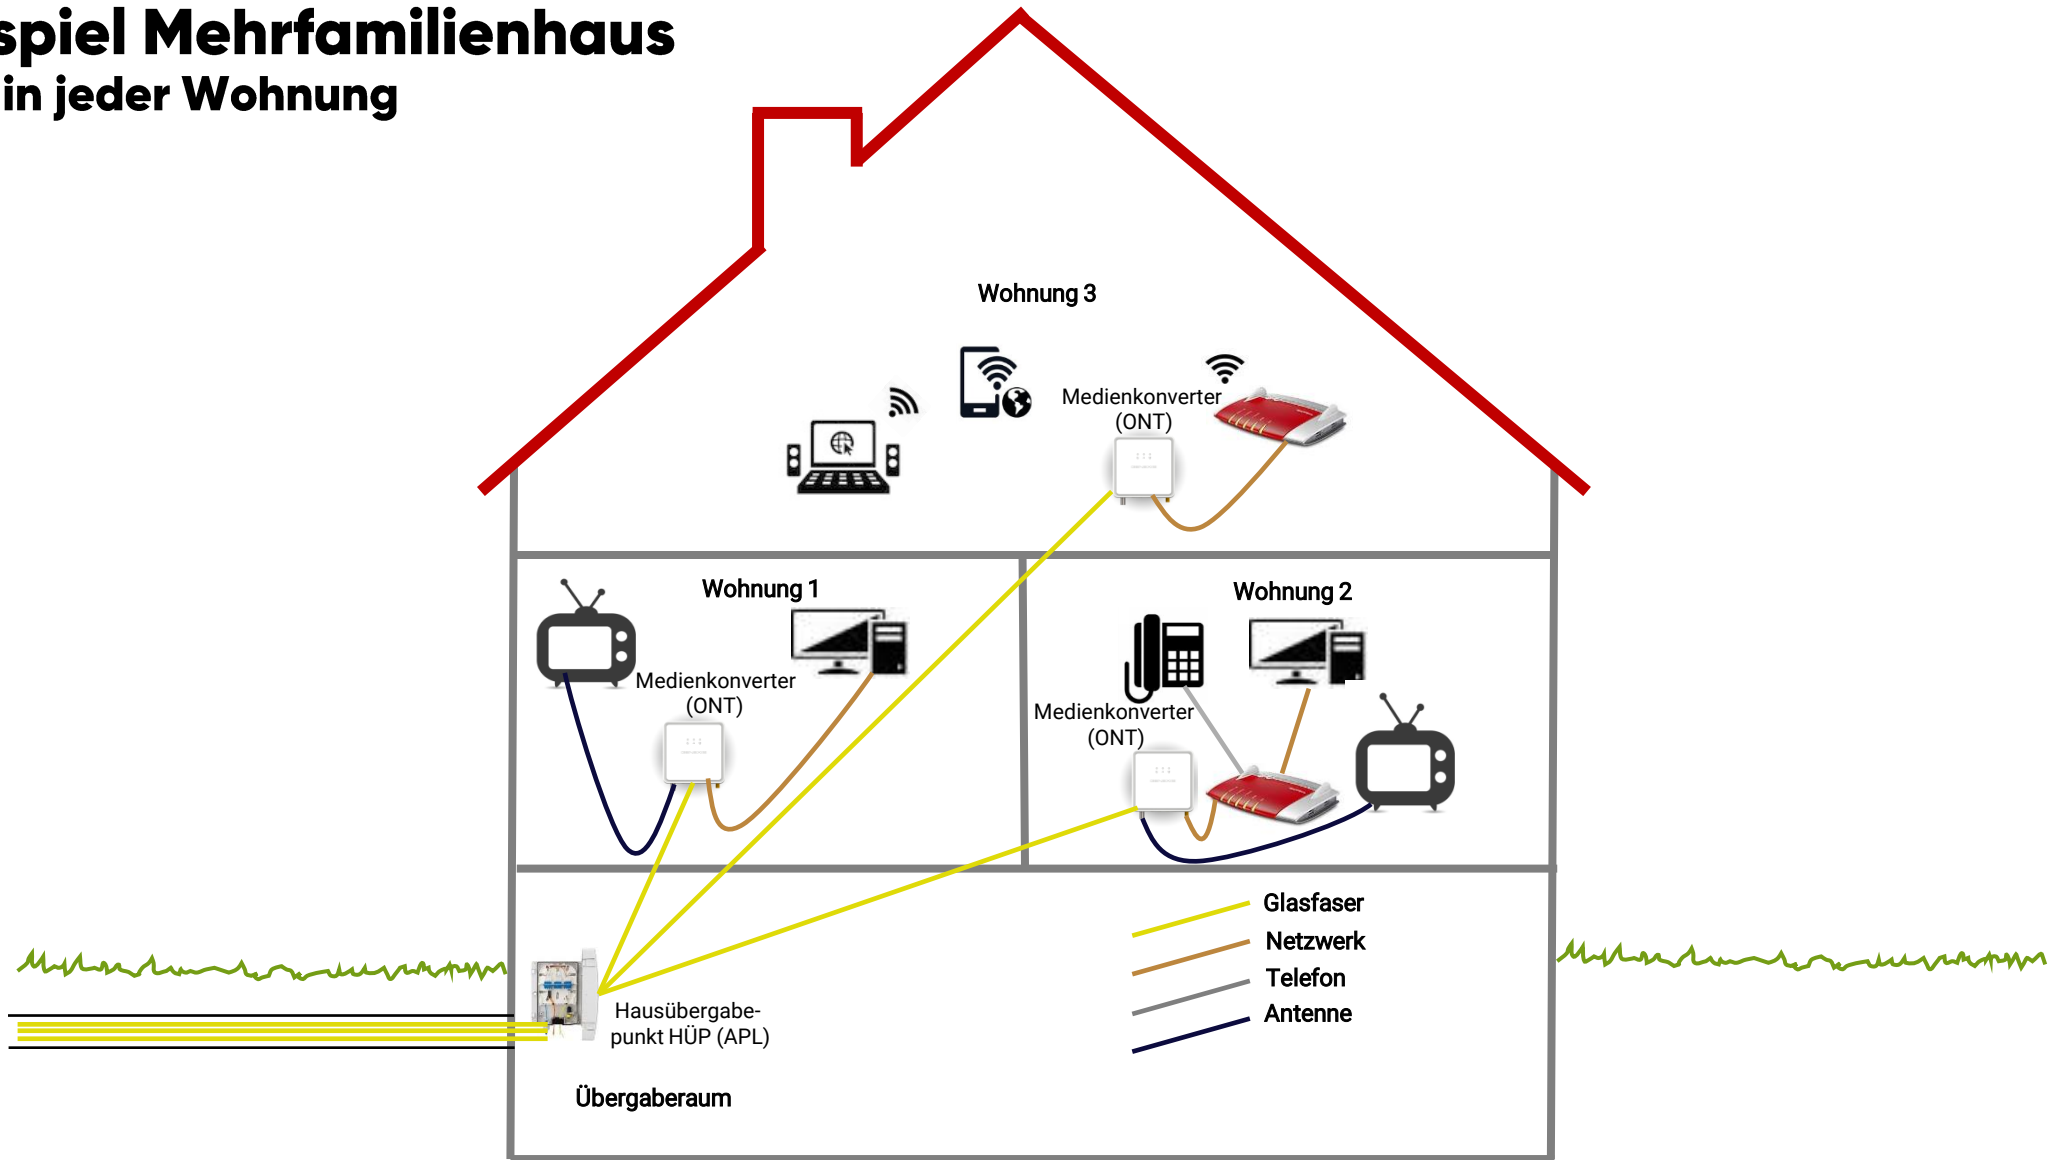 spiel Mehrfamilienhaus
in jeder Wohnung
Wohnung 3
Medienkonverter
(ONT)
Wohnung 1
Medienkonverter
(ONT)
Wohnung 2
Medienkonverter
(ONT)
Glasfaser
Netzwerk
Telefon
Antenne
Hausübergabe-
punkt HÜP (APL)
Übergaberaum